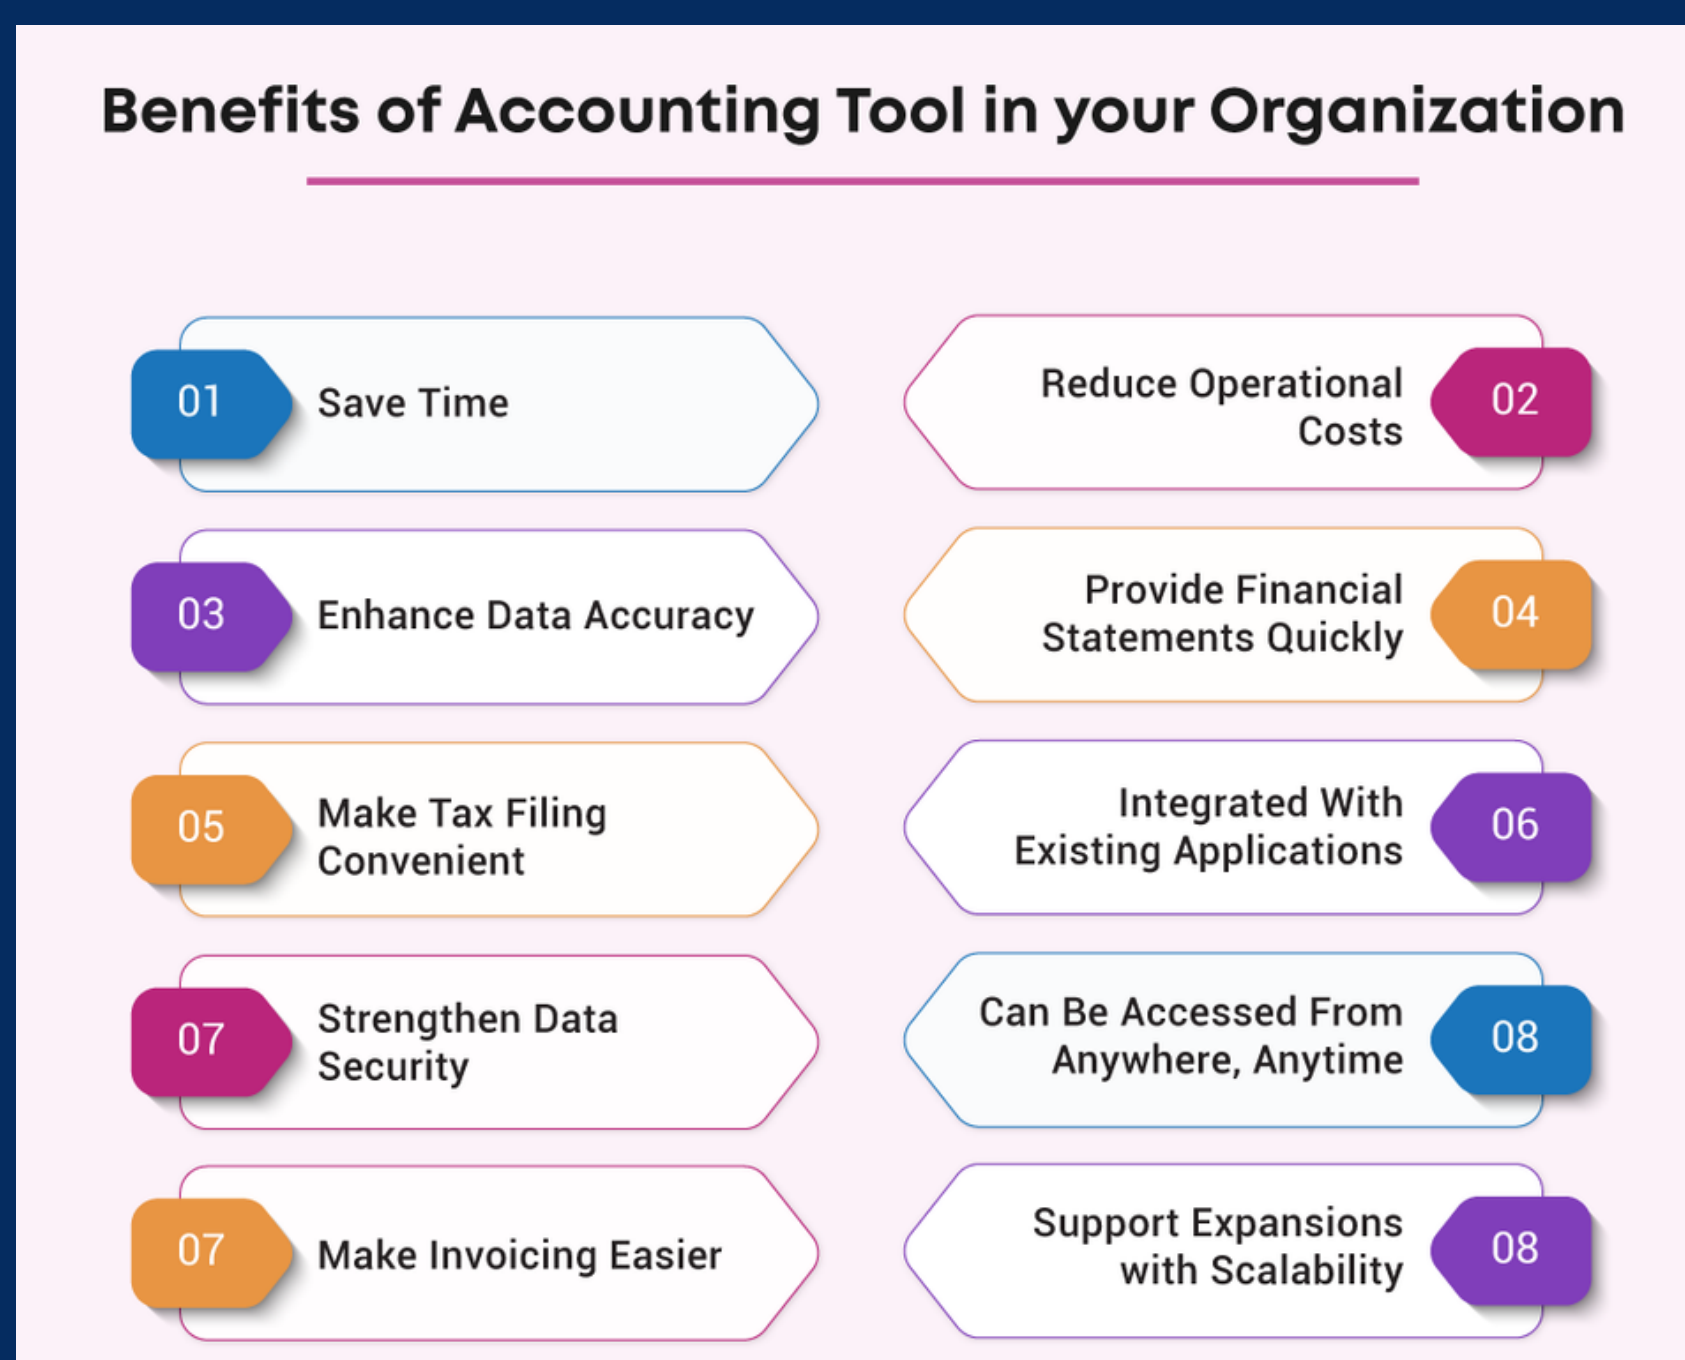 Benefits of Accounting Tool in your Organization
01
Save Time
Reduce Operational
Costs
02
03
Enhance Data Accuracy
Provide Financial
Statements Quickly
04
05
Make Tax Filing
Convenient
Integrated With
Existing Applications
06
07
Strengthen Data
Security
Can Be Accessed From
Anywhere, Anytime
08
07
Make Invoicing Easier
Support Expansions
with Scalability
08